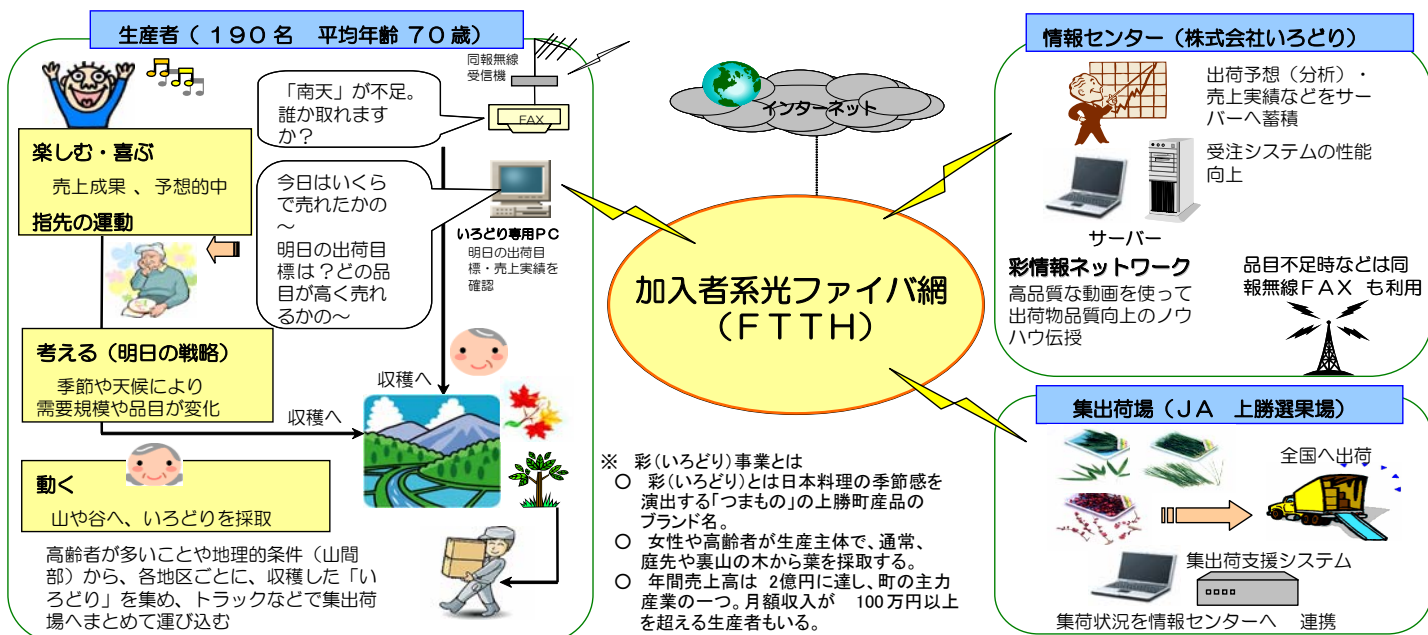 生産者（１９０名　平均年齢 70歳）
同報無線
受信機
「南天」が不足。
誰か取れます
か？
FAX
楽しむ・喜ぶ
売上成果 、予想的中
指先の運動
今日はいくら
で売れたかの
～
明日の出荷目
標は？どの品
目が高く売れ
るかの～
いろどり専用ＰＣ
明日の出荷目
標・売上実績を
確認
考える（明日の戦略）
季節や天候により
需要規模や品目が変化
収穫へ
収穫へ
動く
山や谷へ、いろどりを採取
高齢者が多いことや地理的条件（山間
部）から、各地区ごとに、収穫した「い
ろどり」を集め、トラックなどで集出荷
場へまとめて運び込む
インターネット
加入者系光ファイバ網
（ＦＴＴＨ）
※　彩（いろどり）事業とは
○　彩（いろどり）とは日本料理の季節感を
演出する「つまもの」の上勝町産品の
ブランド名。
○　女性や高齢者が生産主体で、通常、
庭先や裏山の木から葉を採取する。
○　年間売上高は 2億円に達し、町の主力
産業の一つ。月額収入が　100万円以上
を超える生産者もいる。
情報センター（株式会社いろどり）
出荷予想（分析）・
売上実績などをサー
バーへ蓄積
受注システムの性能
向上
サーバー
彩情報ネットワーク
高品質な動画を使って
出荷物品質向上のノウ
ハウ伝授
品目不足時などは同
報無線ＦＡＸ も利用
集出荷場（ＪＡ　上勝選果場）
全国へ出荷
集出荷支援システム
集荷状況を情報センターへ　連携